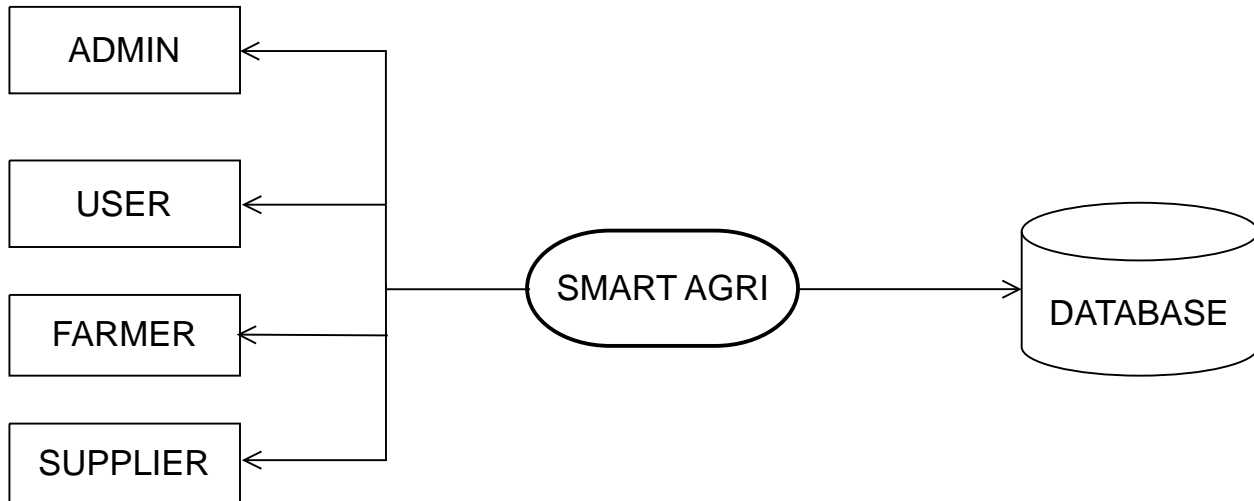 ADMIN
USER
FARMER
SUPPLIER
SMART AGRI
DATABASE